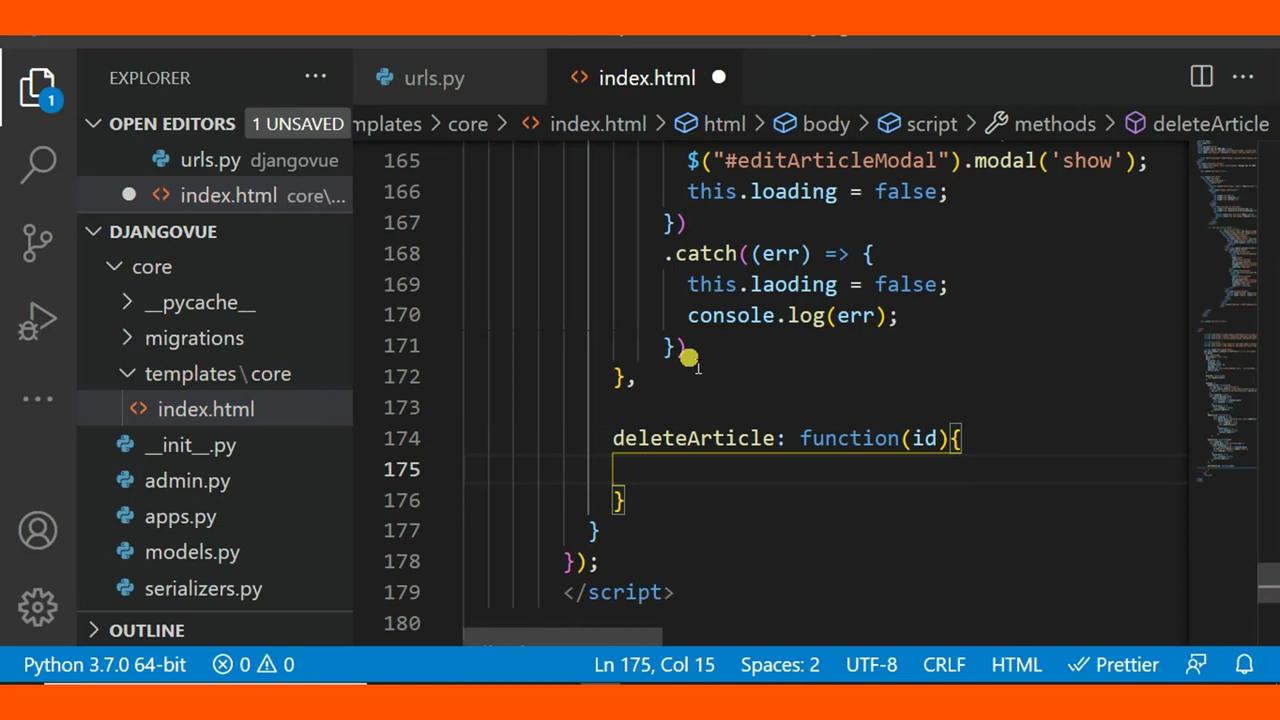 EXPLORER ···
urls.py
index.html
···
OPEN EDITORS 1 UNSAVED
mplates > core > index.html > html > body > script > methods > deleteArticle
urls.py djangovue
index.html core\...
DJANGOVUE
core
__pycache__
migrations
templates\core
index.html
__init__.py
admin.py
apps.py
models.py
serializers.py
OUTLINE
1
165 $("#editArticleModal").modal('show');
166 this.loading = false;
167 })
168 .catch((err) => {
169 this.laoding = false;
170 console.log(err);
171 })
172 },
173
174 deleteArticle: function(id){
175
176 }
177 }
178 });
179 </script>
180
Python 3.7.0 64-bit 0 0 Ln 175, Col 15 Spaces: 2 UTF-8 CRLF HTML Prettier